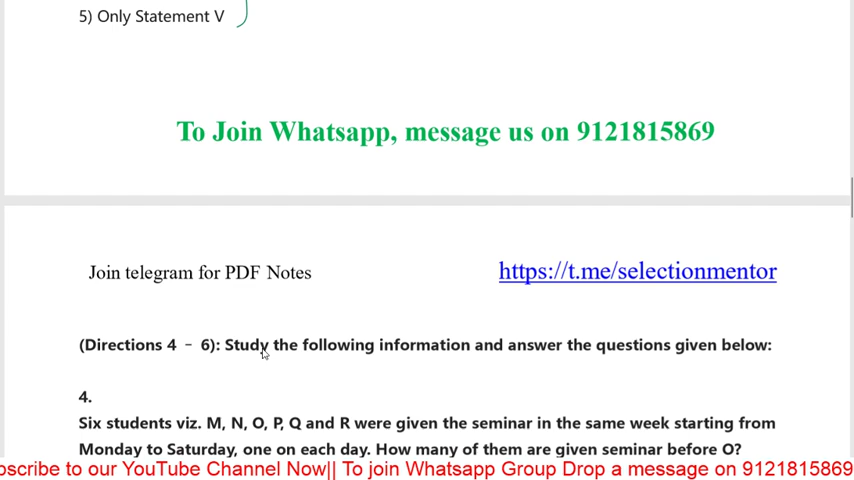 5) Only Statement V
To Join Whatsapp, message us on 9121815869
Join telegram for PDF Notes https://t.me/selectionmentor
(Directions 4 – 6): Study the following information and answer the questions given below:
4.
Six students viz. M, N, O, P, Q and R were given the seminar in the same week starting from
Monday to Saturday, one on each day. How many of them are given seminar before O?
to our YouTube Channel Now|| To join Whatsapp Group Drop a message on 9121815869